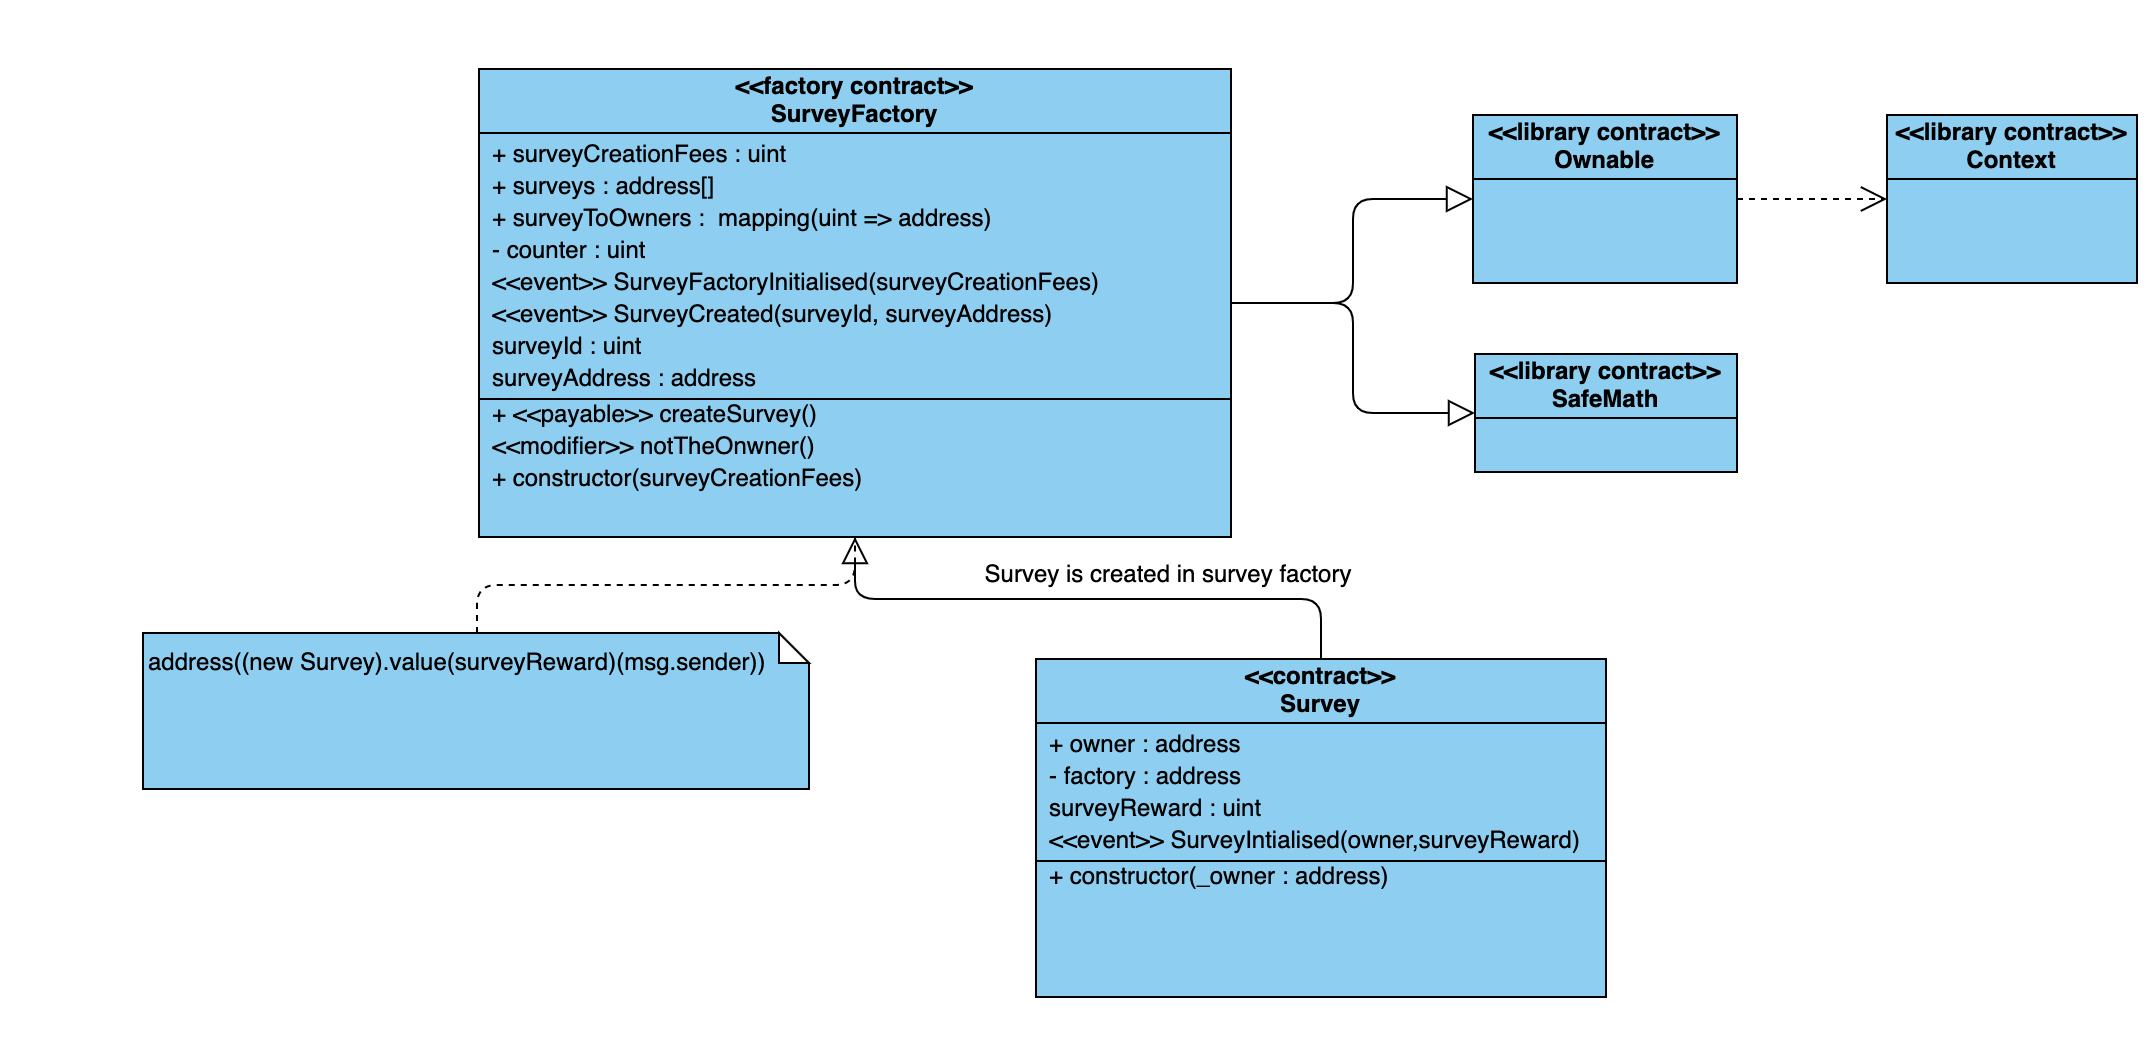 <<factory contract>>
SurveyFactory
+ surveyCreationFees : uint
+ surveys : address[]
+ surveyToOwners :  mapping(uint => address)
- counter : uint
<<event>> SurveyFactoryInitialised(surveyCreationFees)
<<event>> SurveyCreated(surveyId, surveyAddress)
surveyId : uint
surveyAddress : address
+ <<payable>> createSurvey()
<<modifier>> notTheOnwner()
+ constructor(surveyCreationFees)
<<library contract>>
Ownable
<<library contract>>
Context
<<library contract>>
SafeMath
Survey is created in survey factory
address((new Survey).value(surveyReward)(msg.sender))
<<contract>>
Survey
+ owner : address
- factory : address
surveyReward : uint
<<event>> SurveyIntialised(owner,surveyReward)
+ constructor(_owner : address)